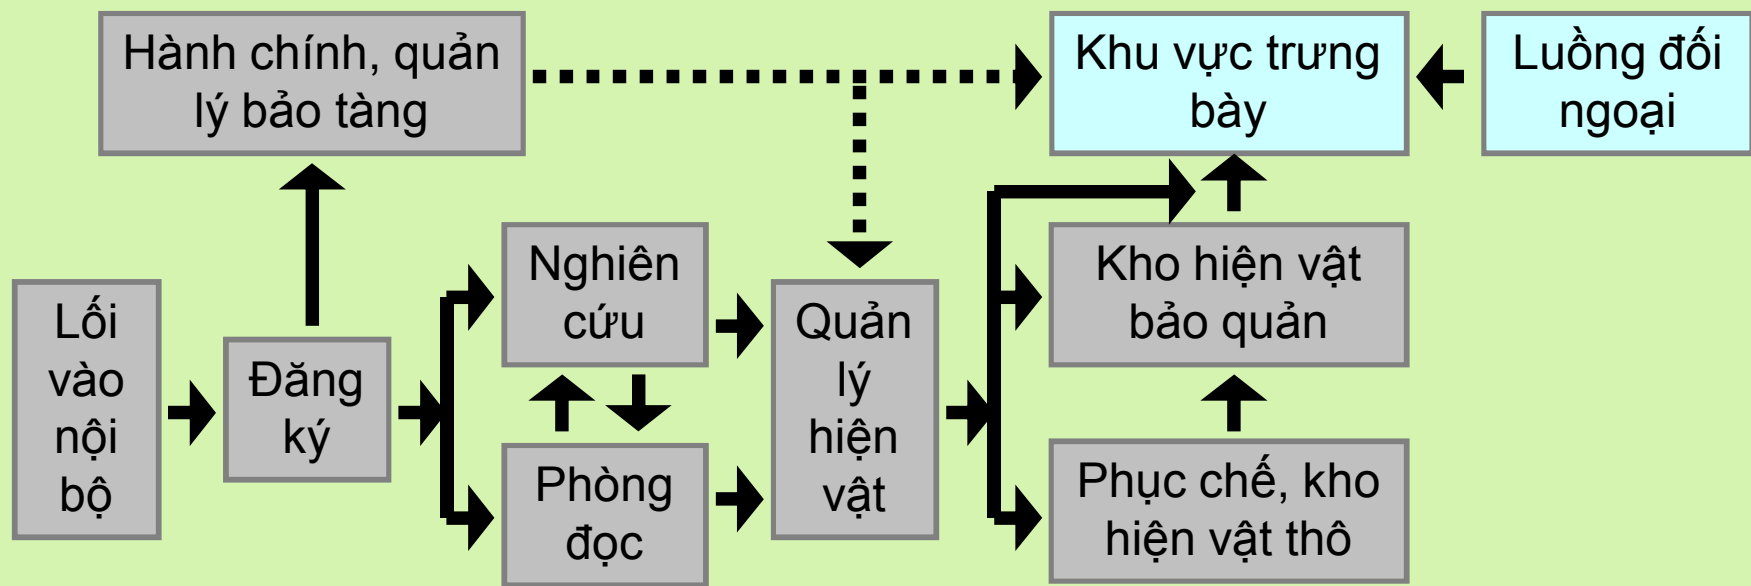 Hành chính, quản
lý bảo tàng
Khu vực trưng
bày
Luồng đối
ngoại
Lối
vào
nội
bộ
Đăng
ký
Nghiên
cứu
Phòng
đọc
Quản
lý
hiện
vật
Kho hiện vật
bảo quản
Phục chế, kho
hiện vật thô